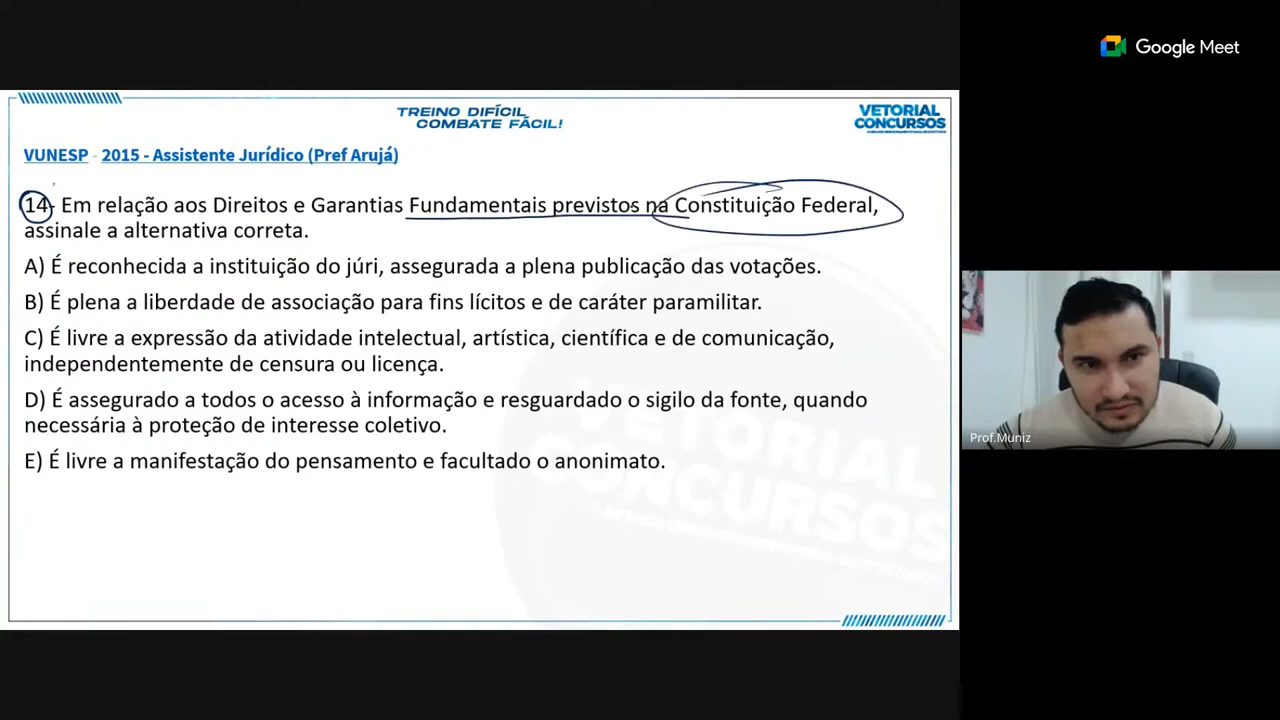 Google Meet
TREINO DIFÍCIL
COMBATE FÁCIL!
VETORIAL
CONCURSOS
VUNESP - 2015 - Assistente Jurídico (Pref Arujá)
14- Em relação aos Direitos e Garantias Fundamentais previstos na Constituição Federal,
assinale a alternativa correta.
A) É reconhecida a instituição do júri, assegurada a plena publicação das votações.
B) É plena a liberdade de associação para fins lícitos e de caráter paramilitar.
C) É livre a expressão da atividade intelectual, artística, científica e de comunicação,
independentemente de censura ou licença.
D) É assegurado a todos o acesso à informação e resguardado o sigilo da fonte, quando
necessária à proteção de interesse coletivo.
E) É livre a manifestação do pensamento e facultado o anonimato.
VETORIAL
CONCURSOS
Prof.Muniz